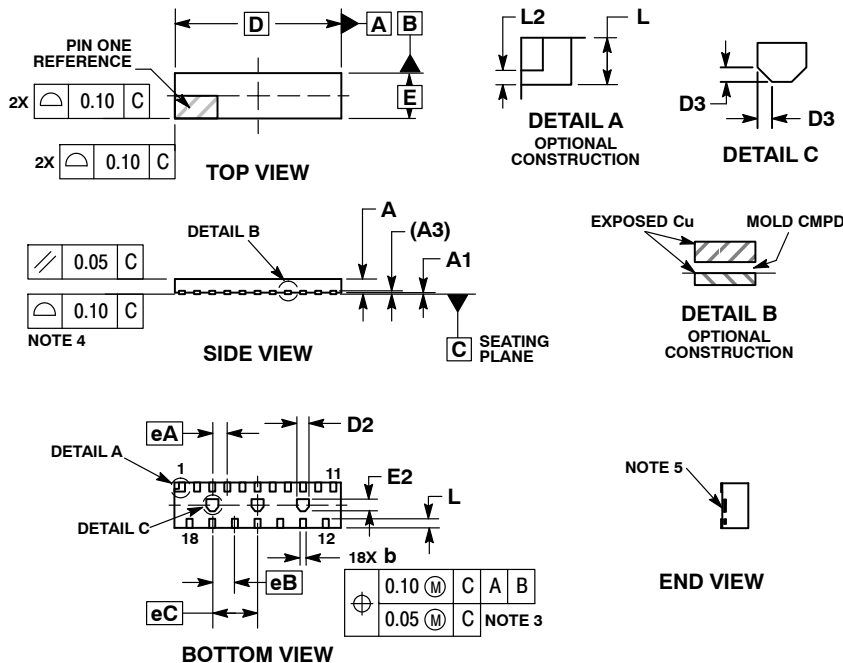 D
A
B
PIN ONE
REFERENCE
2X 0.10 C
E
2X 0.10 C
TOP VIEW
L2
L
DETAIL A
OPTIONAL
CONSTRUCTION
D3
D3
DETAIL C
DETAIL B
A
(A3)
A1
// 0.05 C
0.10 C
NOTE 4
SIDE VIEW
C SEATING
PLANE
EXPOSED Cu
MOLD CMPD
DETAIL B
OPTIONAL
CONSTRUCTION
eA
D2
DETAIL A
1
11
E2
L
DETAIL C
18
12
18X b
eB
eC
0.10 Ⓜ C A B
0.05 Ⓜ C NOTE 3
BOTTOM VIEW
NOTE 5
END VIEW